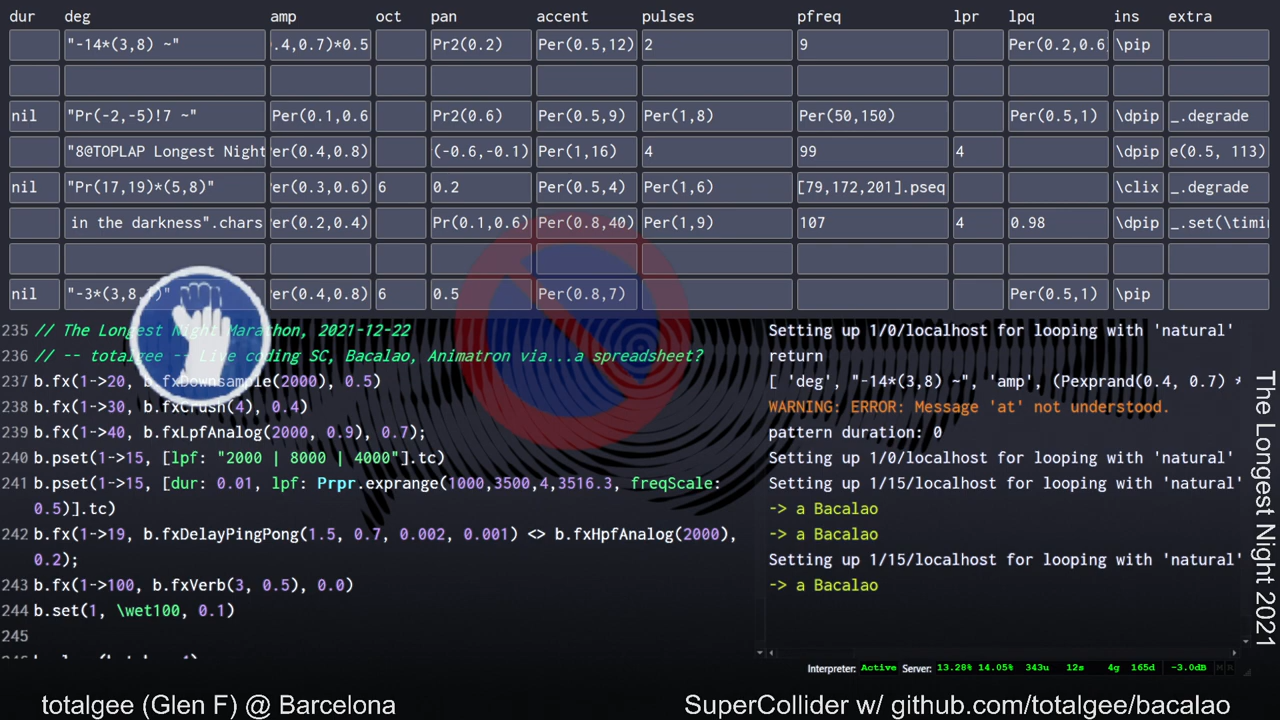 dur deg amp oct pan accent pulses pfreq lpr lpq ins extra
"-14*(3,8) ~" .4,0.7)*0.5 Pr2(0.2) Per(0.5,12) 2 9 Per(0.2,0.6 \pip
nil "Pr(-2,-5)!7 ~" Per(0.1,0.6 Pr2(0.6) Per(0.5,9) Per(1,8) Per(50,150) Per(0.5,1) \dpip _.degrade
"8@TOPLAP Longest Night er(0.4,0.8) (-0.6,-0.1) Per(1,16) 4 99 4 \dpip e(0.5, 113)
nil "Pr(17,19)*(5,8)" er(0.3,0.6) 6 0.2 Per(0.5,4) Per(1,6) [79,172,201].pseq \clix _.degrade
in the darkness".chars er(0.2,0.4) Pr(0.1,0.6) Per(0.8,40) Per(1,9) 107 4 0.98 \dpip _.set(\timi
nil "-3*(3,8, )" er(0.4,0.8) 6 0.5 Per(0.8,7) Per(0.5,1) \pip
235 // The Longest Night Marathon, 2021-12-22
236 // -- totalgee -- Live coding SC, Bacalao, Animatron via...a spreadsheet?
237 b.fx(1->20, b.fxDownsample(2000), 0.5)
238 b.fx(1->30, b.fxCrush(4), 0.4)
239 b.fx(1->40, b.fxLpfAnalog(2000, 0.9), 0.7);
240 b.pset(1->15, [lpf: "2000 | 8000 | 4000"].tc)
241 b.pset(1->15, [dur: 0.01, lpf: Prpr.exprange(1000,3500,4,3516.3, freqScale:
0.5)].tc)
242 b.fx(1->19, b.fxDelayPingPong(1.5, 0.7, 0.002, 0.001) <> b.fxHpfAnalog(2000),
0.2);
243 b.fx(1->100, b.fxVerb(3, 0.5), 0.0)
244 b.set(1, \wet100, 0.1)
245
Setting up 1/0/localhost for looping with 'natural'
return
[ 'deg', "-14*(3,8) ~", 'amp', (Pexprand(0.4, 0.7) *
WARNING: ERROR: Message 'at' not understood.
pattern duration: 0
Setting up 1/0/localhost for looping with 'natural'
Setting up 1/15/localhost for looping with 'natural'
-> a Bacalao
-> a Bacalao
Setting up 1/15/localhost for looping with 'natural'
-> a Bacalao
The Longest Night 2021
Interpreter: Active Server: 13.28% 14.05% 343u 12s 4g 165d -3.0dB M R
totalgee (Glen F) @ Barcelona
SuperCollider w/ github.com/totalgee/bacalao